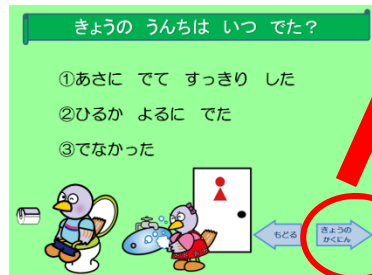 きょうの うんちは いつ でた？
①あさに でて すっきり した
②ひるか よるに でた
③でなかった
もどる
きょうの
かくにん